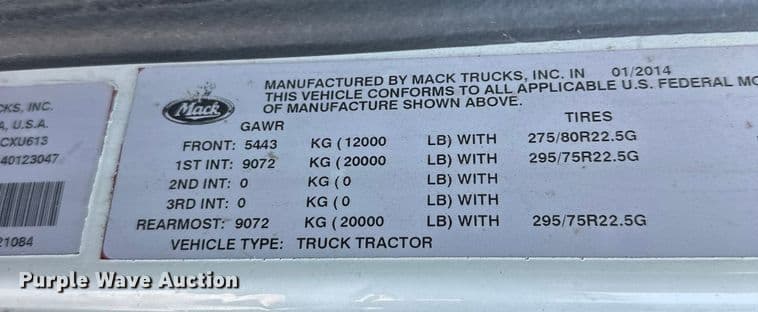 CKS, INC.
A, U.S.A.
CXU613
40123047
21084
Mack
MANUFACTURED BY MACK TRUCKS, INC. IN 01/2014
THIS VEHICLE CONFORMS TO ALL APPLICABLE U.S. FEDERAL MO
OF MANUFACTURE SHOWN ABOVE.
GAWR TIRES
FRONT: 5443 KG ( 12000 LB) WITH 275/80R22.5G
1ST INT: 9072 KG ( 20000 LB) WITH 295/75R22.5G
2ND INT: 0 KG ( 0 LB) WITH
3RD INT: 0 KG ( 0 LB) WITH
REARMOST: 9072 KG ( 20000 LB) WITH 295/75R22.5G
VEHICLE TYPE: TRUCK TRACTOR
Purple Wave Auction